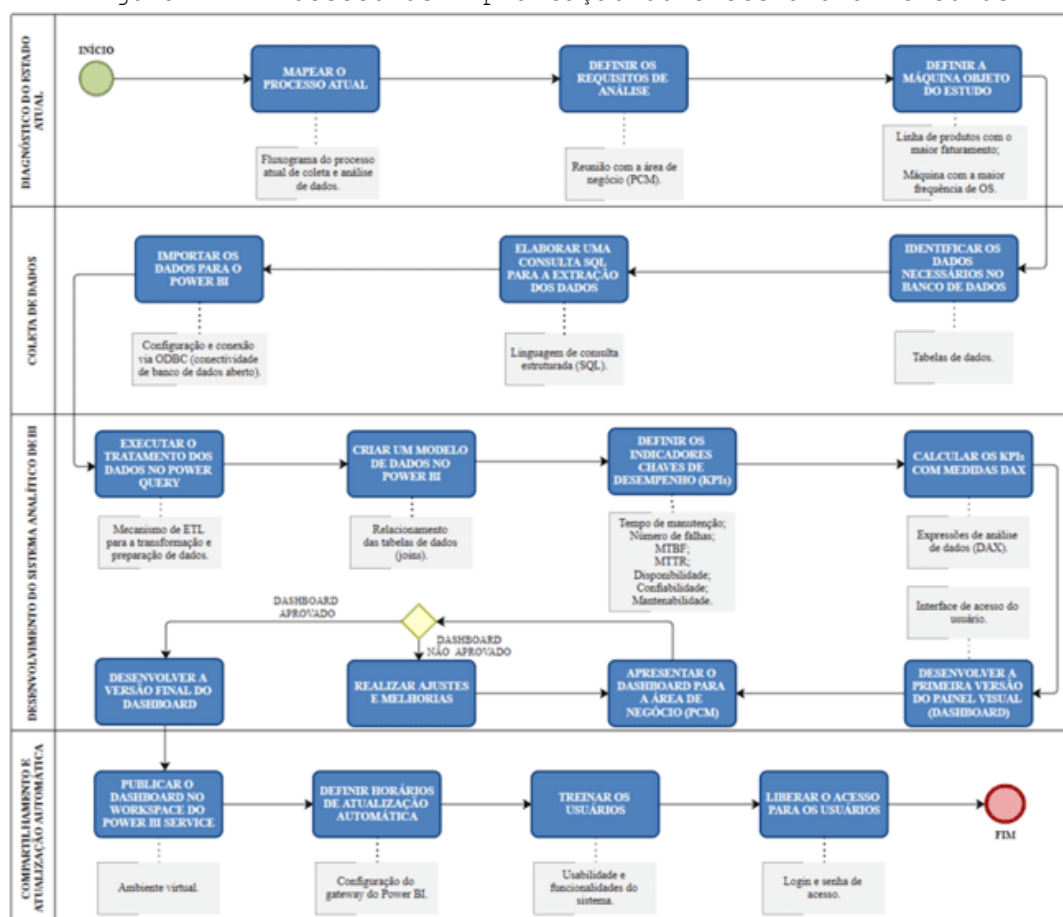 INÍCIO
DIAGNÓSTICO DO ESTADO
ATUAL
MAPEAR O
PROCESSO ATUAL
DEFINIR OS
REQUISITOS DE
ANÁLISE
DEFINIR A
MÁQUINA OBJETO
DO ESTUDO
Fluxograma do processo
atual de coleta e análise
de dados.
Reunião com a área de
negócio (PCM).
Linha de produtos com o
maior faturamento;
Máquina com a maior
frequência de OS.
COLETA DE DADOS
IMPORTAR OS
DADOS PARA O
POWER BI
ELABORAR UMA
CONSULTA SQL
PARA A EXTRAÇÃO
DOS DADOS
IDENTIFICAR OS
DADOS
NECESSÁRIOS NO
BANCO DE DADOS
Configuração e conexão
via ODBC (conectividade
de banco de dados aberto).
Linguagem de consulta
estruturada (SQL).
Tabelas de dados.
DESENVOLVIMENTO DO SISTEMA ANALÍTICO DE BI
EXECUTAR O
TRATAMENTO DOS
DADOS NO POWER
QUERY
CRIAR UM MODELO
DE DADOS NO
POWER BI
DEFINIR OS
INDICADORES
CHAVES DE
DESEMPENHO (KPIs)
CALCULAR OS KPIs
COM MEDIDAS DAX
Mecanismo de ETL
para a transformação e
preparação de dados.
Relacionamento
das tabelas de dados
(joins).
Tempo de manutenção;
Número de falhas;
MTBF;
MTTR;
Disponibilidade;
Confiabilidade;
Mantenabilidade.
Expressões de análise
de dados (DAX).
Interface de acesso do
usuário.
DASHBOARD
APROVADO
DASHBOARD
NÃO APROVADO
DESENVOLVER A
VERSÃO FINAL DO
DASHBOARD
REALIZAR AJUSTES
E MELHORIAS
APRESENTAR O
DASHBOARD PARA
A ÁREA DE
NEGÓCIO (PCM)
DESENVOLVER A
PRIMEIRA VERSÃO
DO PAINEL VISUAL
(DASHBOARD)
COMPARTILHAMENTO E
ATUALIZAÇÃO AUTOMÁTICA
PUBLICAR O
DASHBOARD NO
WORKSPACE DO
POWER BI SERVICE
DEFINIR HORÁRIOS
DE ATUALIZAÇÃO
AUTOMÁTICA
TREINAR OS
USUÁRIOS
LIBERAR O ACESSO
PARA OS USUÁRIOS
FIM
Ambiente virtual.
Configuração do
gateway do Power BI.
Usabilidade e
funcionalidades do
sistema.
Login e senha de
acesso.